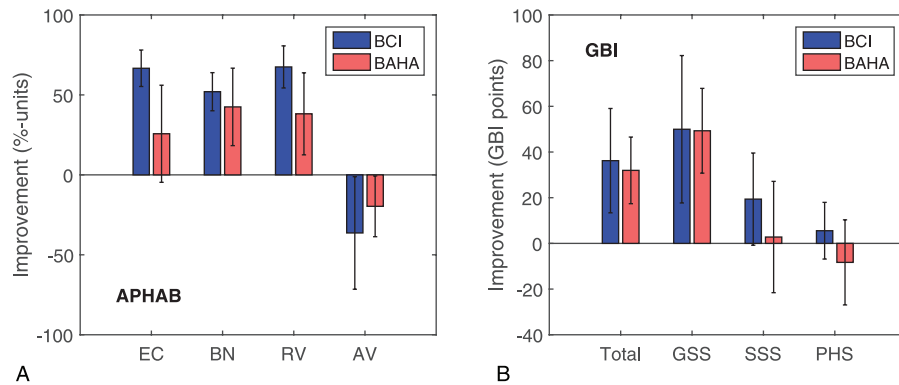 100
50
0
-50
-100
Improvement (%-units)
BCI
BAHA
APHAB
EC BN RV AV
A
100
80
60
40
20
0
-20
-40
Improvement (GBI points)
GBI
BCI
BAHA
Total GSS SSS PHS
B